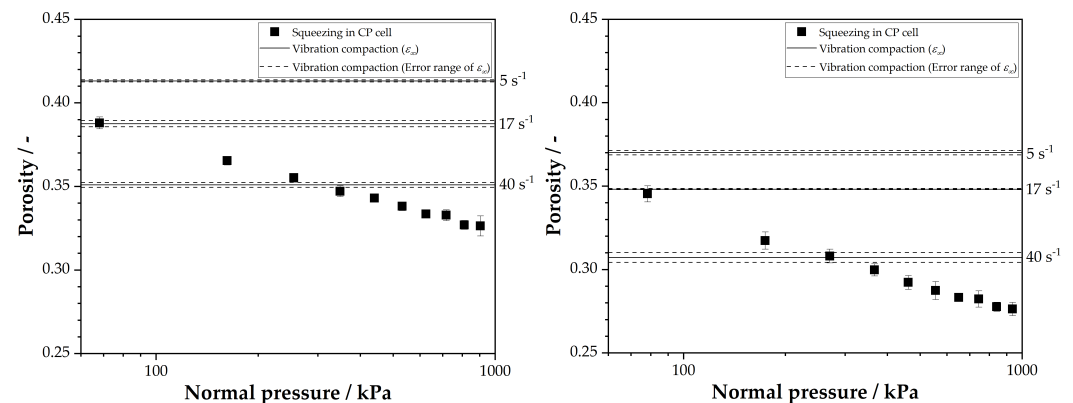 0.45
0.40
0.35
0.30
0.25
Porosity / -
Squeezing in CP cell
Vibration compaction (ε∞)
Vibration compaction (Error range of ε∞)
5 s⁻¹
17 s⁻¹
40 s⁻¹
100
1000
Normal pressure / kPa
0.45
0.40
0.35
0.30
0.25
Porosity / -
Squeezing in CP cell
Vibration compaction (ε∞)
Vibration compaction (Error range of ε∞)
5 s⁻¹
17 s⁻¹
40 s⁻¹
100
1000
Normal pressure / kPa